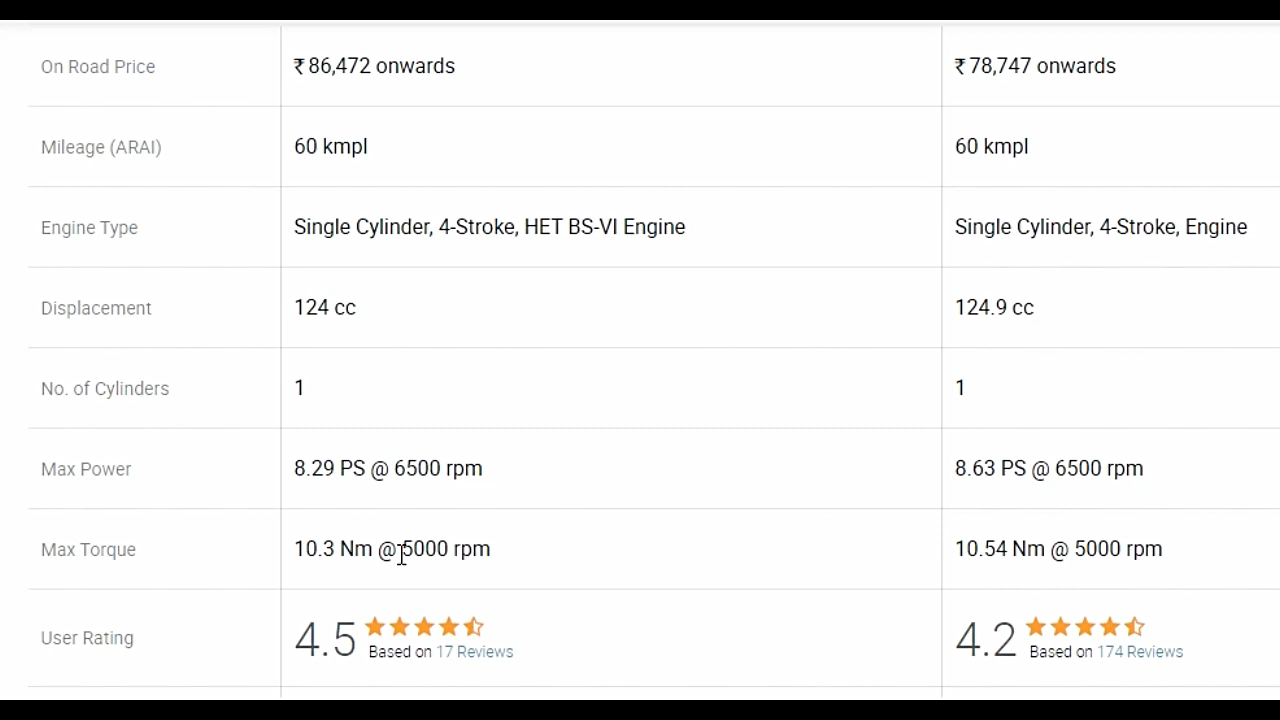 On Road Price ₹ 86,472 onwards ₹ 78,747 onwards
Mileage (ARAI) 60 kmpl 60 kmpl
Engine Type Single Cylinder, 4-Stroke, HET BS-VI Engine Single Cylinder, 4-Stroke, Engine
Displacement 124 cc 124.9 cc
No. of Cylinders 1 1
Max Power 8.29 PS @ 6500 rpm 8.63 PS @ 6500 rpm
Max Torque 10.3 Nm @ 5000 rpm 10.54 Nm @ 5000 rpm
User Rating 4.5 Based on 17 Reviews 4.2 Based on 174 Reviews